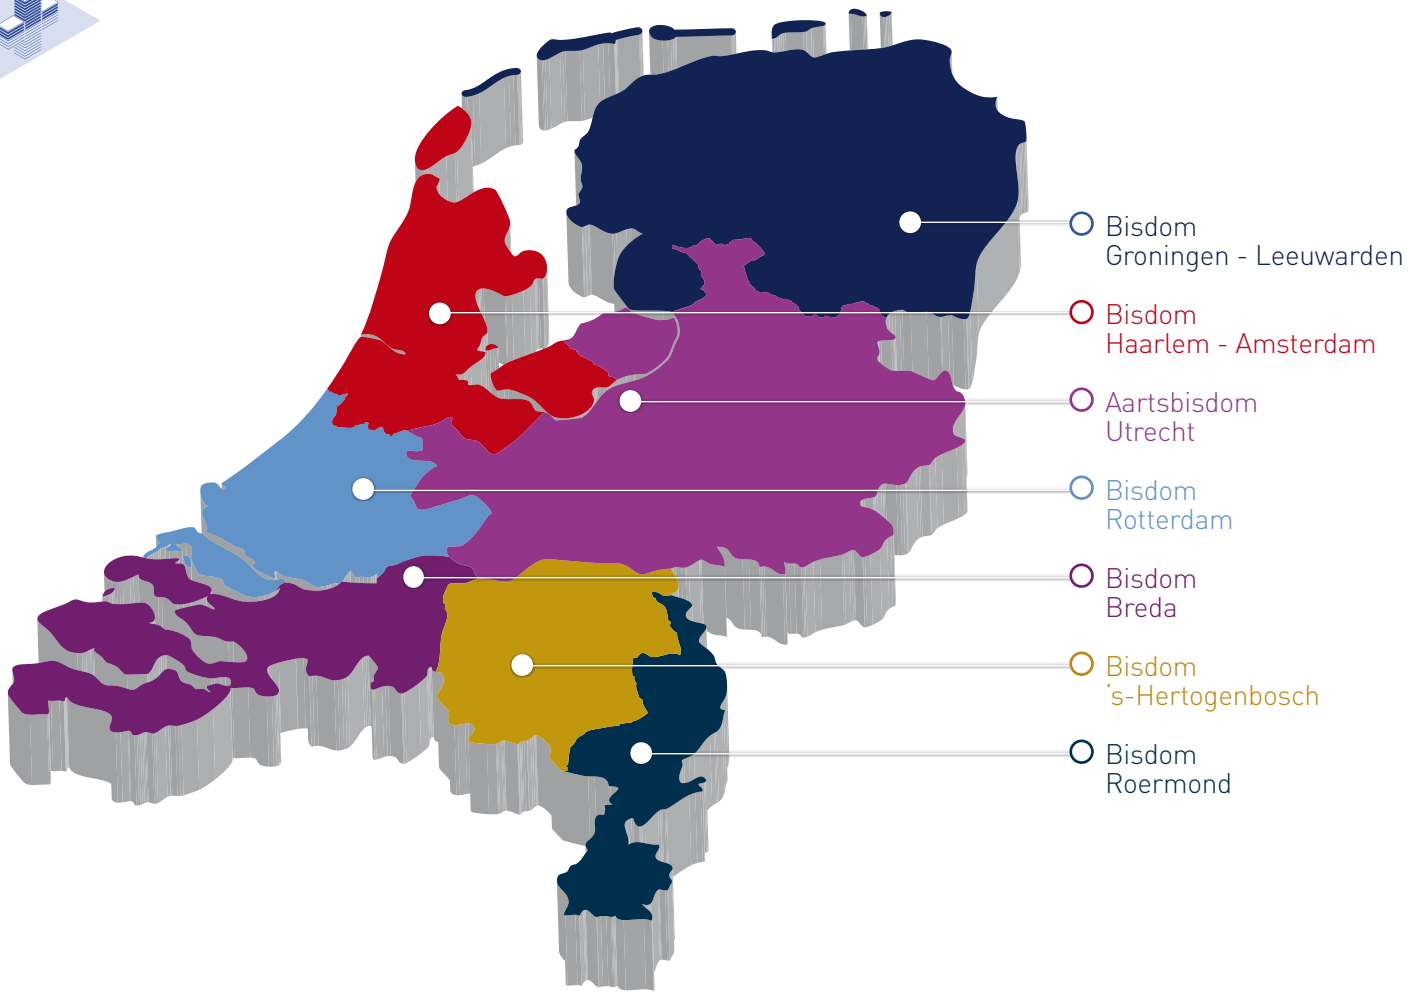 Bisdom
Groningen - Leeuwarden
Bisdom
Haarlem - Amsterdam
Aartsbisdom
Utrecht
Bisdom
Rotterdam
Bisdom
Breda
Bisdom
‘s-Hertogenbosch
Bisdom
Roermond